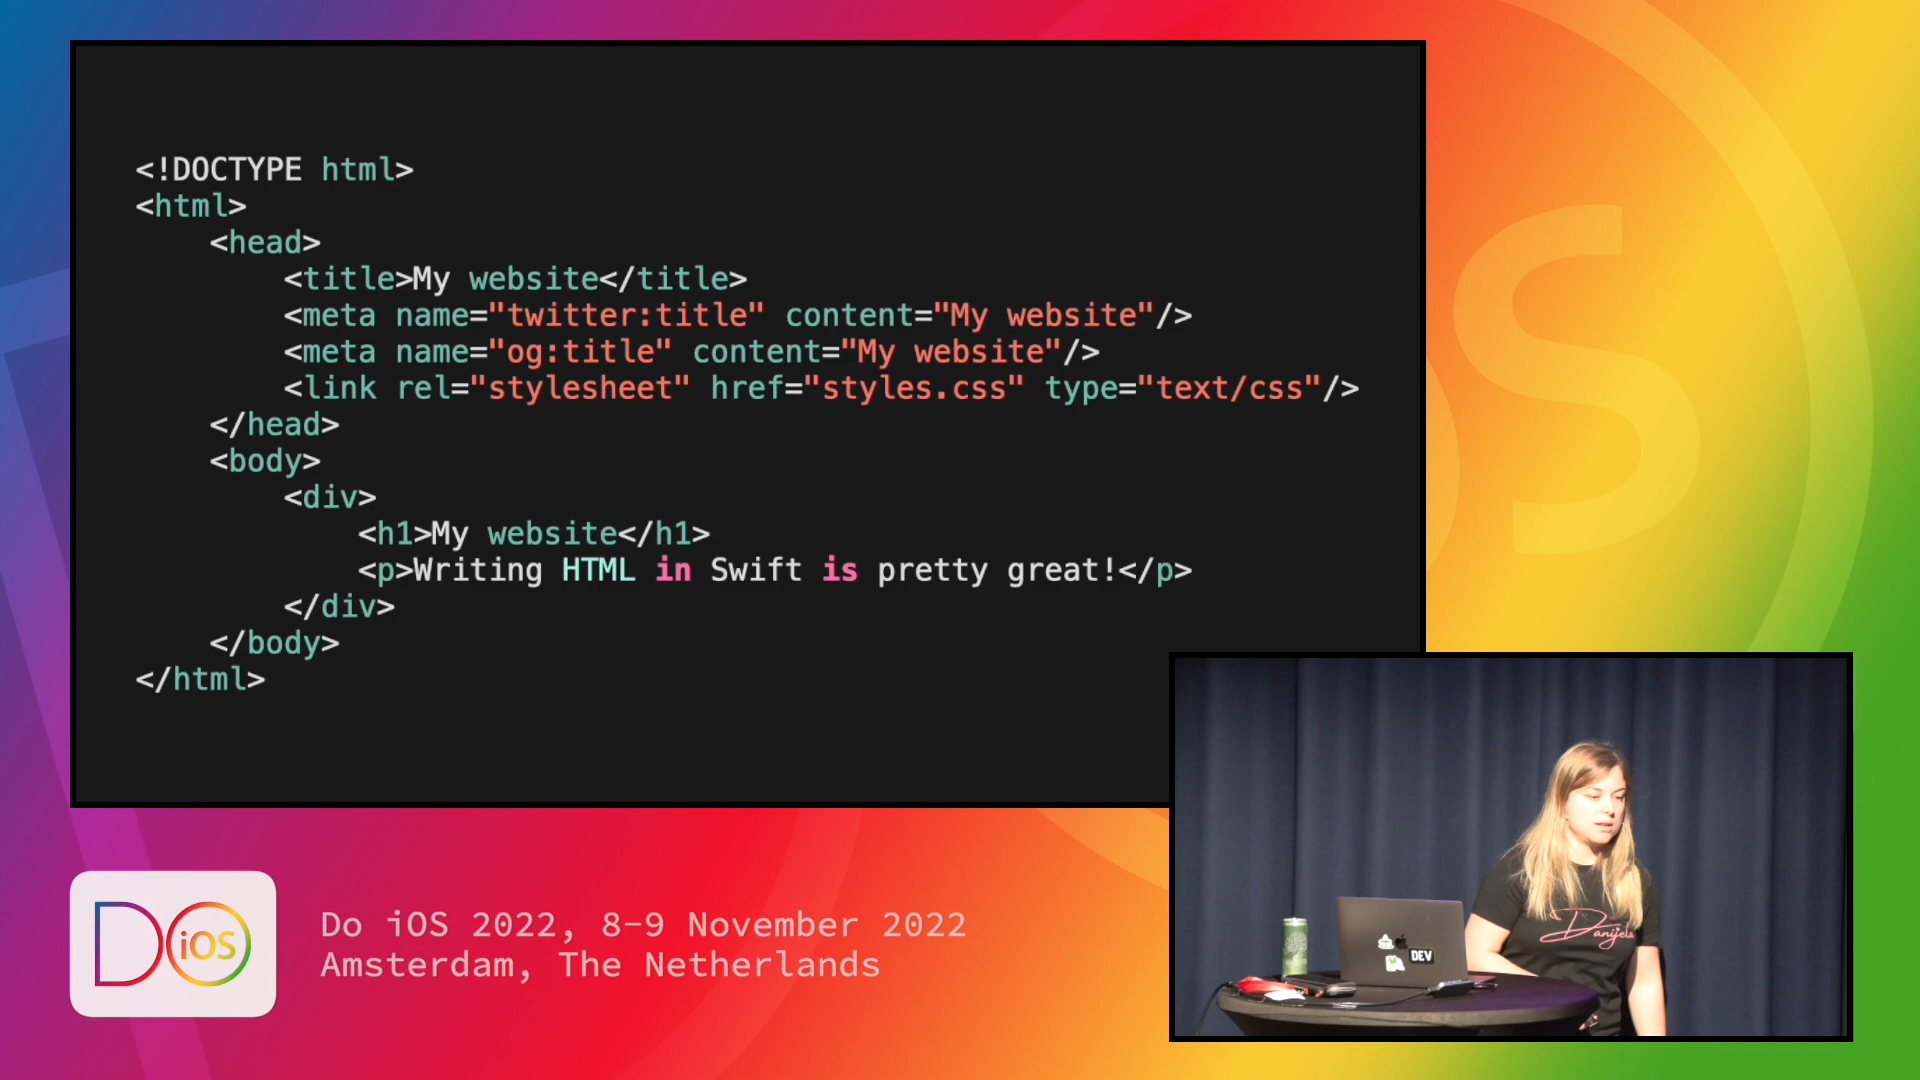 <!DOCTYPE html>
<html>
<head>
<title>My website</title>
<meta name="twitter:title" content="My website"/>
<meta name="og:title" content="My website"/>
<link rel="stylesheet" href="styles.css" type="text/css"/>
</head>
<body>
<div>
<h1>My website</h1>
<p>Writing HTML in Swift is pretty great!</p>
</div>
</body>
</html>
DO iOS
Do iOS 2022, 8-9 November 2022
Amsterdam, The Netherlands
DEV
Danijela